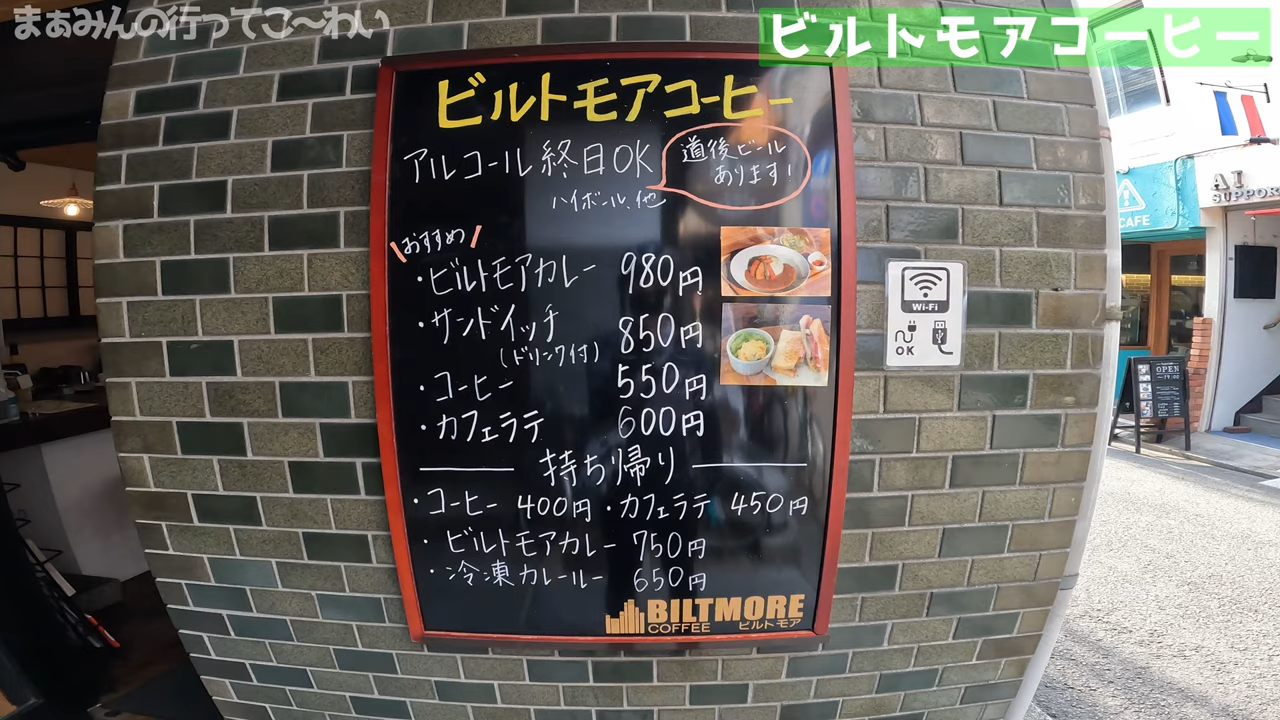 まぁみんの行ってこ〜わい
ビルトモアコーヒー
ビルトモアコーヒー
アルコール終日OK
ハイボール、他
道後ビール
あります!
おすすめ
・ビルトモアカレー 980円
・サンドイッチ 850円
(ドリンク付)
・コーヒー 550円
・カフェラテ 600円
持ち帰り
・コーヒー 400円・カフェラテ 450円
・ビルトモアカレー 750円
・冷凍カレールー 650円
BILTMORE
COFFEE ビルトモア
Wi-Fi
OK
CAFE
AI
SUPPOR
OPEN